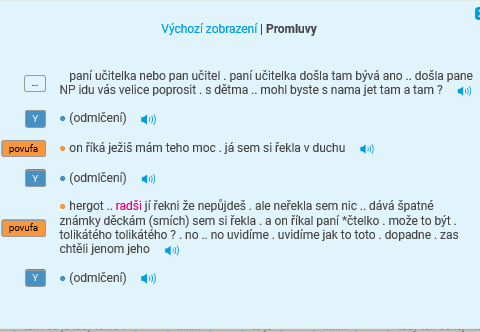 Výchozí zobrazení | Promluvy
... paní učitelka nebo pan učitel . paní učitelka došla tam bývá ano .. došla pane
NP idu vás velice poprosit . s dětma .. mohl byste s nama jet tam a tam ?
Y • (odmlčení)
povufa • on říká ježiš mám teho moc . já sem si řekla v duchu
Y • (odmlčení)
• hergot .. radši jí řekni že nepůjdeš . ale neřekla sem nic .. dává špatné
povufa známky děckám (smích) sem si řekla . a on říkal paní *čtelko . može to být .
tolikátého tolikátého ? . no .. no uvidíme . uvidíme jak to toto . dopadne . zas
chtěli jenom jeho
Y • (odmlčení)